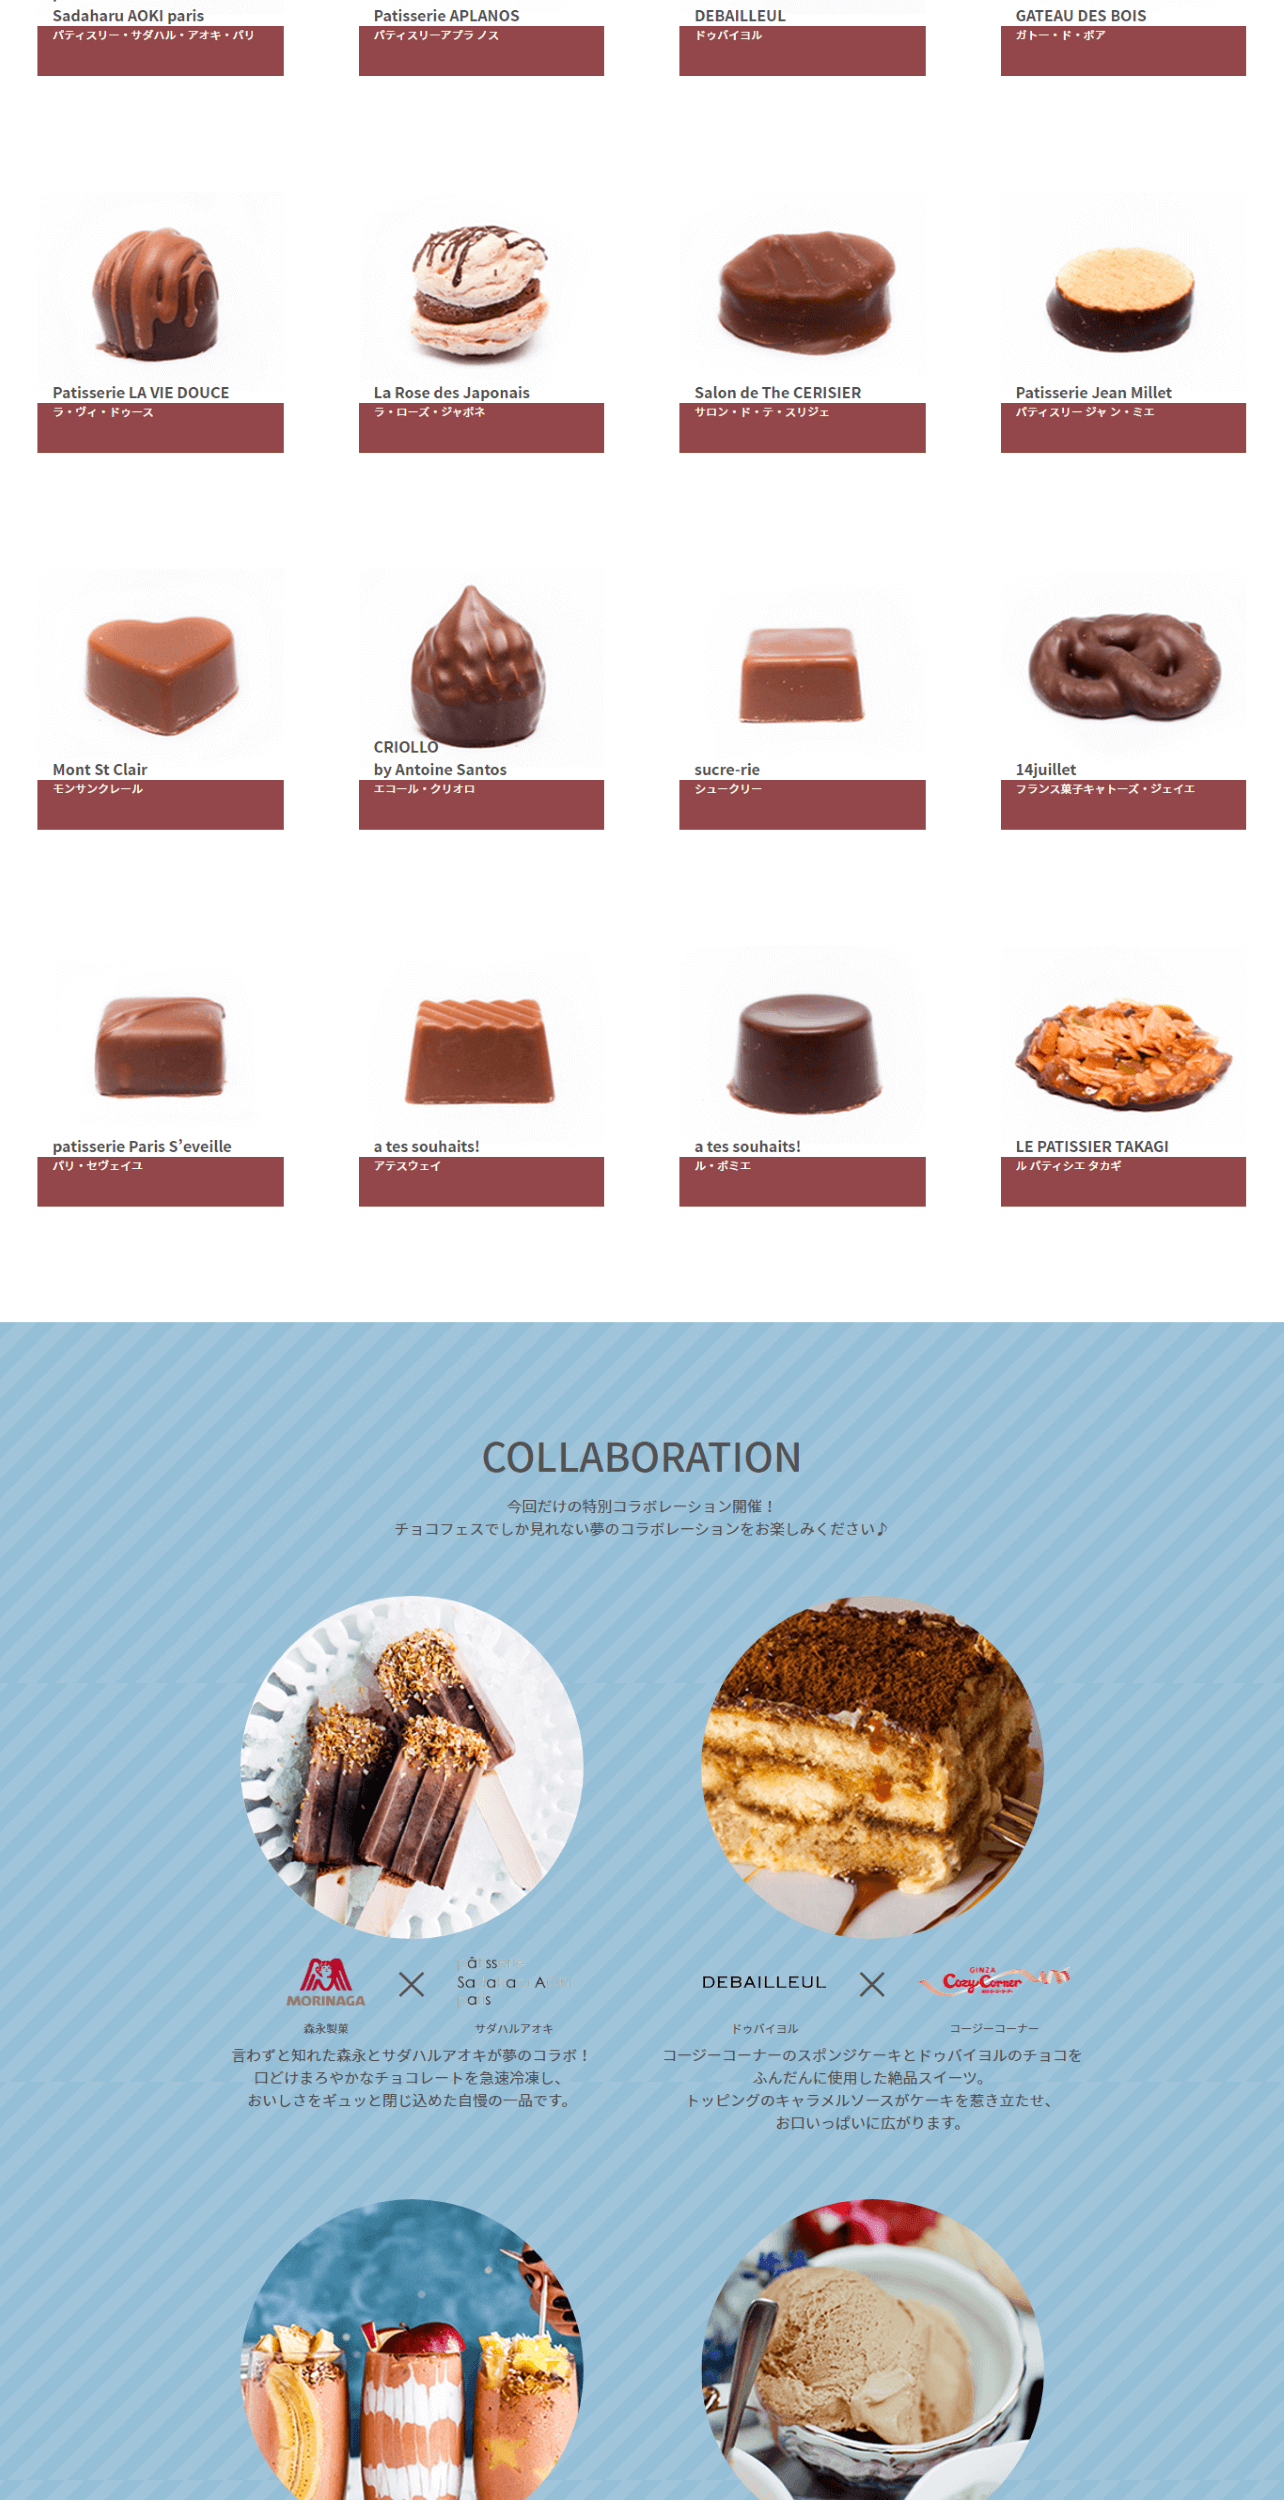 Sadaharu AOKI paris
パティスリー・サダハル・アオキ・パリ
Patisserie APLANOS
パティスリーアプラ ノス
DEBAILLEUL
ドゥバイヨル
GATEAU DES BOIS
ガトー・ド・ボア
Patisserie LA VIE DOUCE
ラ・ヴィ・ドゥース
La Rose des Japonais
ラ・ローズ・ジャポネ
Salon de The CERISIER
サロン・ド・テ・スリジェ
Patisserie Jean Millet
パティスリー ジャ ン・ミエ
Mont St Clair
モンサンクレール
CRIOLLO
by Antoine Santos
エコール・クリオロ
sucre-rie
シュークリー
14juillet
フランス菓子キャトーズ・ジェイエ
patisserie Paris S’eveille
パリ・セヴェイユ
a tes souhaits!
アテスウェイ
a tes souhaits!
ル・ポミエ
LE PATISSIER TAKAGI
ル パティシエ タカギ
COLLABORATION
今回だけの特別コラボレーション開催！
チョコフェスでしか見れない夢のコラボレーションをお楽しみください♪
MORINAGA
森永製菓
サダハルアオキ
言わずと知れた森永とサダハルアオキが夢のコラボ！
口どけまろやかなチョコレートを急速冷凍し、
おいしさをギュッと閉じ込めた自慢の一品です。
DEBAILLEUL
ドゥバイヨル
GINZA
Cozy Corner
コージーコーナー
コージーコーナーのスポンジケーキとドゥバイヨルのチョコを
ふんだんに使用した絶品スイーツ。
トッピングのキャラメルソースがケーキを惹き立たせ、
お口いっぱいに広がります。